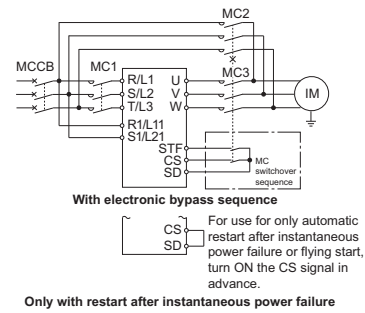 MC2
MCCB
MC1
MC3
R/L1
U
S/L2
V
T/L3
W
IM
R1/L11
S1/L21
STF
CS
SD
MC
switchover
sequence
With electronic bypass sequence
CS
SD
For use for only automatic
restart after instantaneous
power failure or flying start,
turn ON the CS signal in
advance.
Only with restart after instantaneous power failure